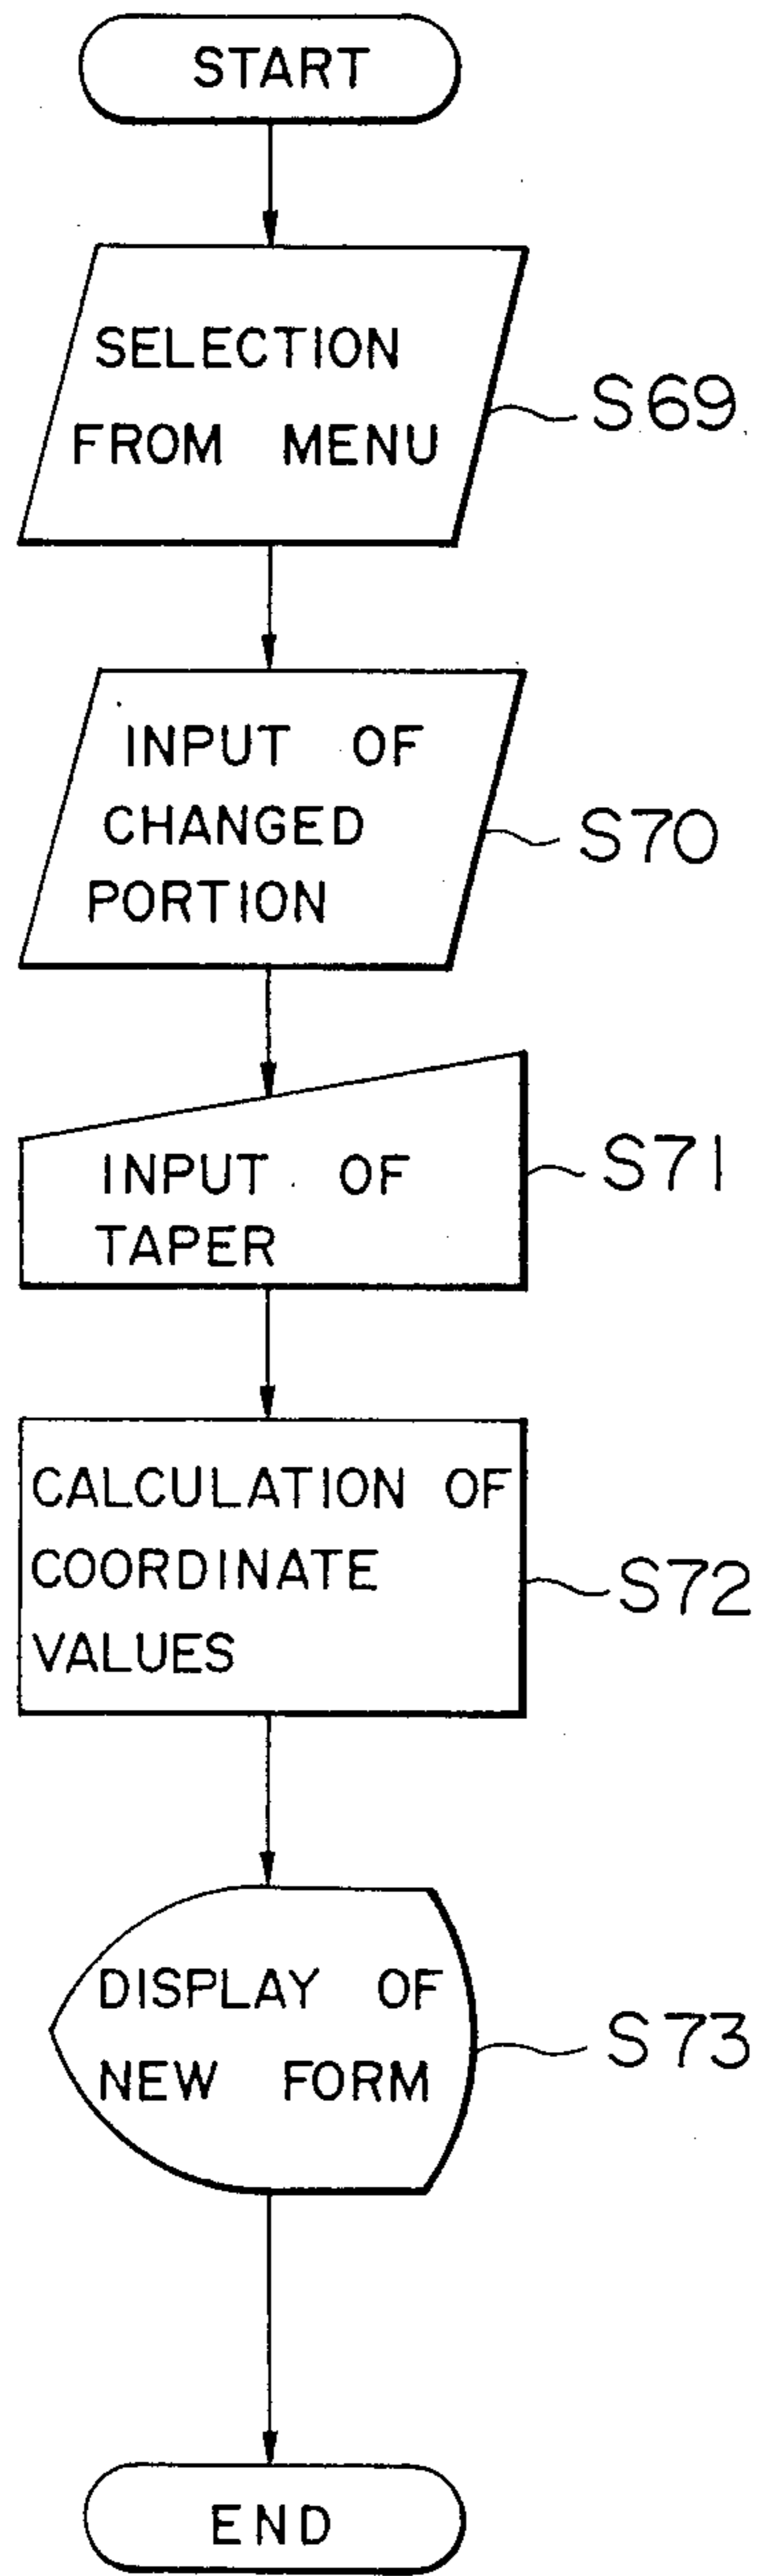 START
SELECTION
FROM MENU
S69
INPUT OF
CHANGED
PORTION
S70
INPUT OF
TAPER
S71
CALCULATION OF
COORDINATE
VALUES
S72
DISPLAY OF
NEW FORM
S73
END